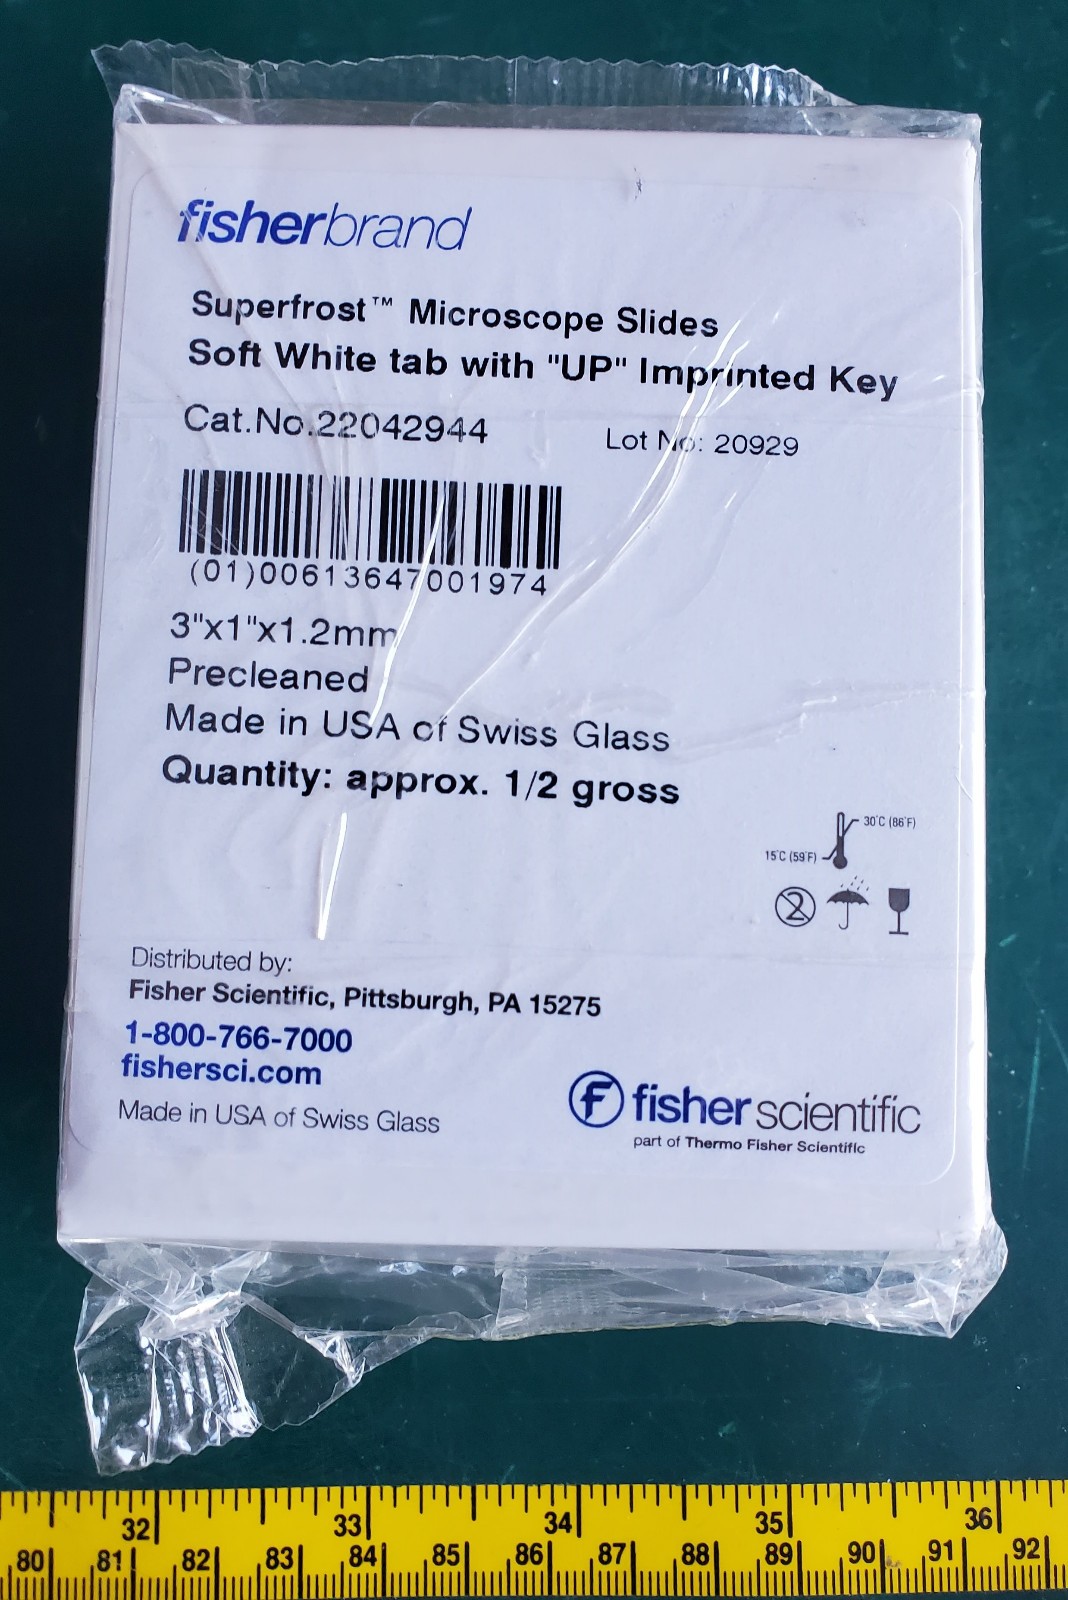 fisherbrand
Superfrost™ Microscope Slides
Soft White tab with "UP" Imprinted Key
Cat.No.22042944 Lot No: 20929
(01)00613647001974
3"x1"x1.2mm
Precleaned
Made in USA of Swiss Glass
Quantity: approx. 1/2 gross
30°C (86°F)
15°C (59°F)
2
Distributed by:
Fisher Scientific, Pittsburgh, PA 15275
1-800-766-7000
fishersci.com
Made in USA of Swiss Glass
f fisher scientific
part of Thermo Fisher Scientific
32 33 34 35 36
80 81 82 83 84 85 86 87 88 89 90 91 92